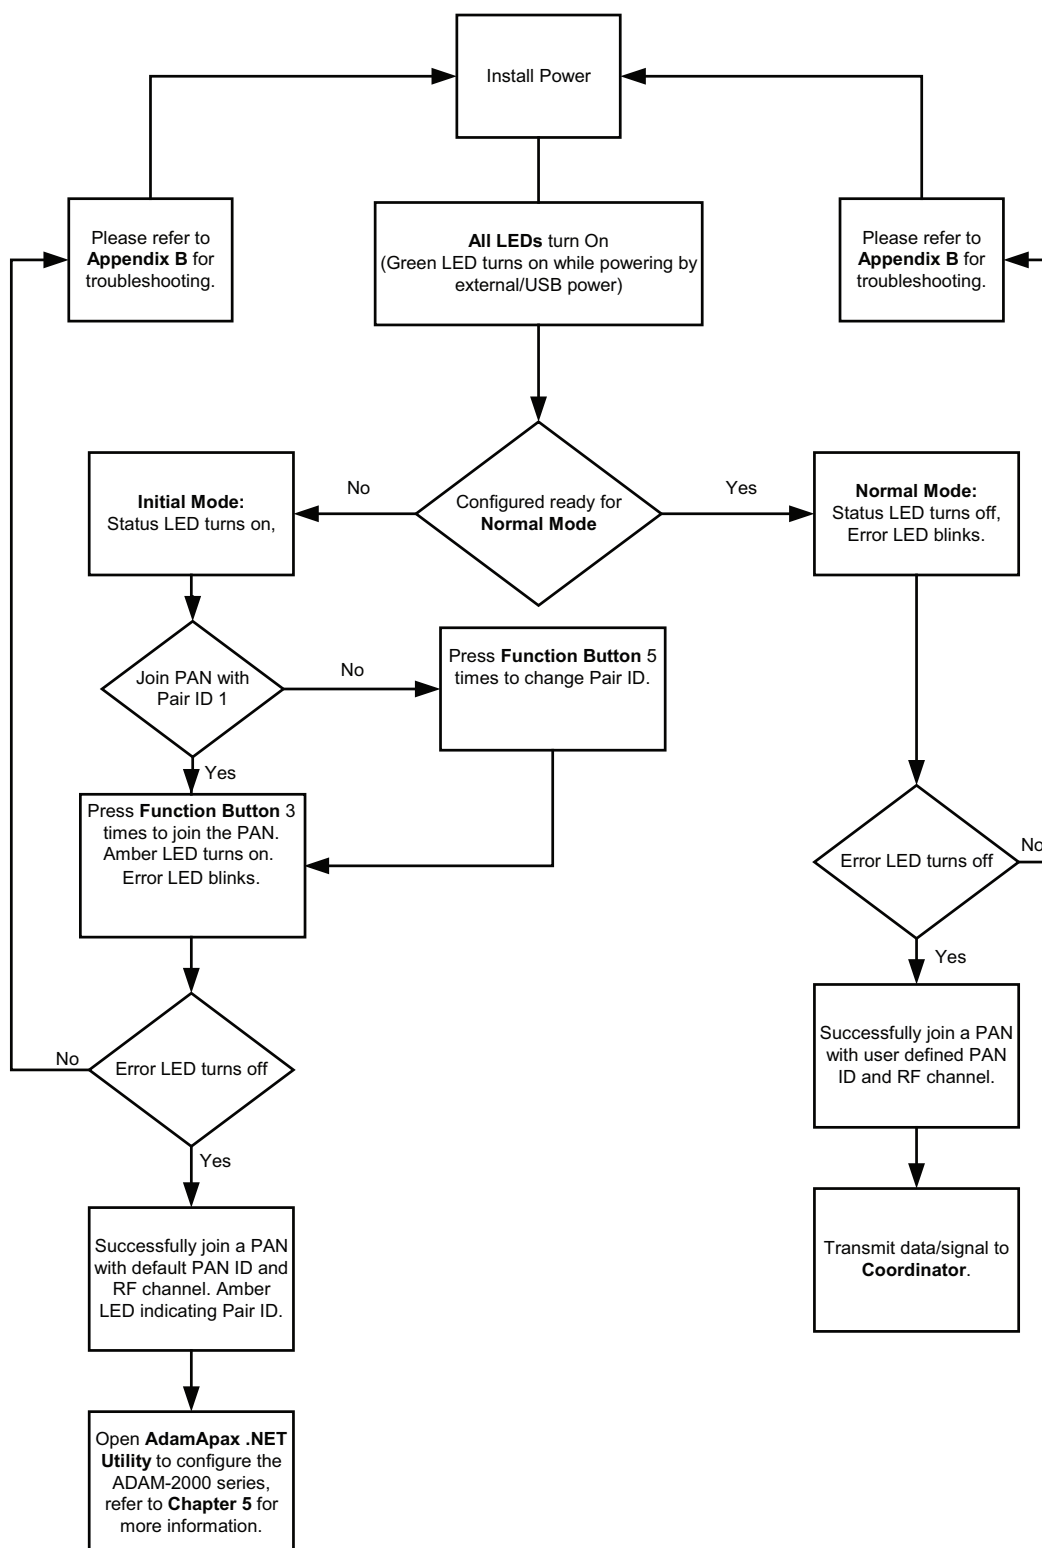 Install Power
Please refer to
Appendix B for
troubleshooting.
All LEDs turn On
(Green LED turns on while powering by
external/USB power)
Please refer to
Appendix B for
troubleshooting.
Initial Mode:
Status LED turns on,
No
Configured ready for
Normal Mode
Yes
Normal Mode:
Status LED turns off,
Error LED blinks.
Join PAN with
Pair ID 1
No
Press Function Button 5
times to change Pair ID.
Yes
Press Function Button 3
times to join the PAN.
Amber LED turns on.
Error LED blinks.
Error LED turns off
No
Yes
Successfully join a PAN
with user defined PAN
ID and RF channel.
No
Error LED turns off
Yes
Successfully join a PAN
with default PAN ID and
RF channel. Amber
LED indicating Pair ID.
Transmit data/signal to
Coordinator.
Open AdamApax .NET
Utility to configure the
ADAM-2000 series,
refer to Chapter 5 for
more information.